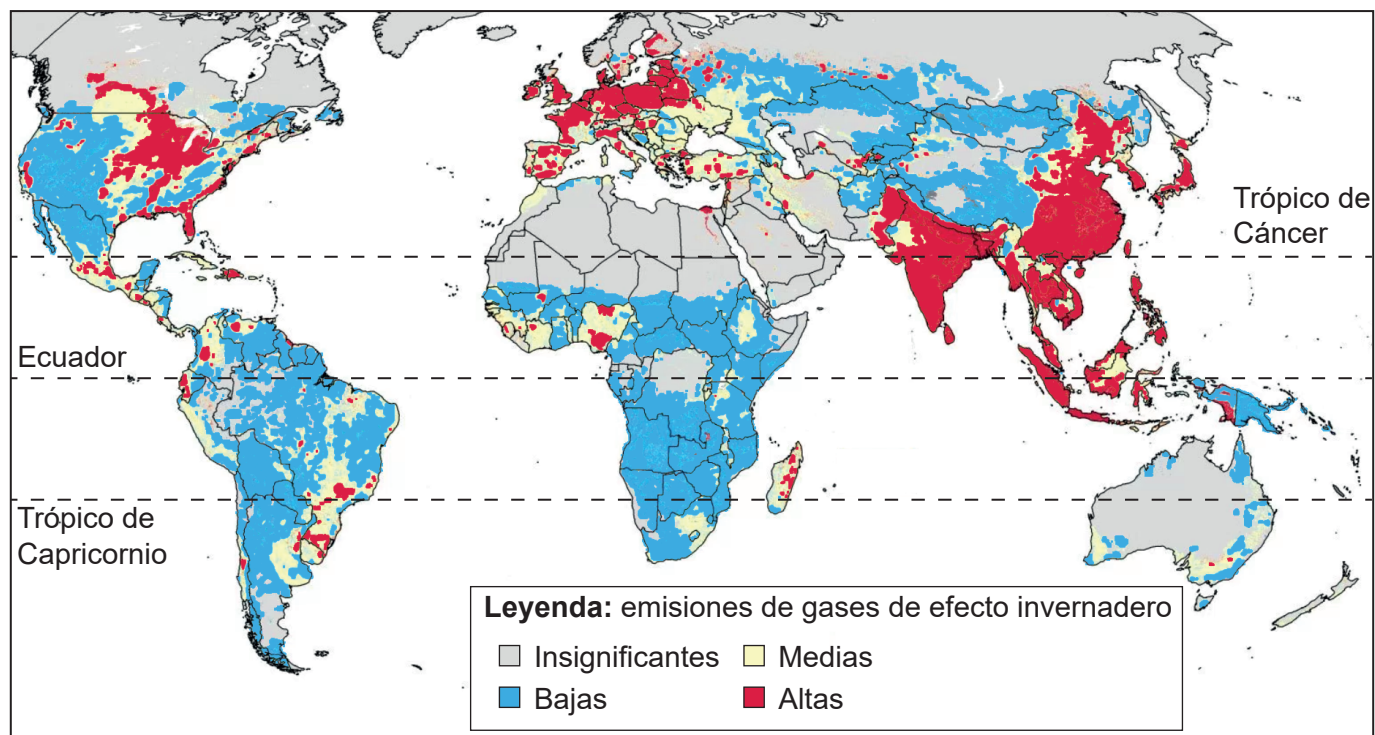 Trópico de
Cáncer
Ecuador
Trópico de
Capricornio
Leyenda: emisiones de gases de efecto invernadero
Insignificantes
Medias
Bajas
Altas